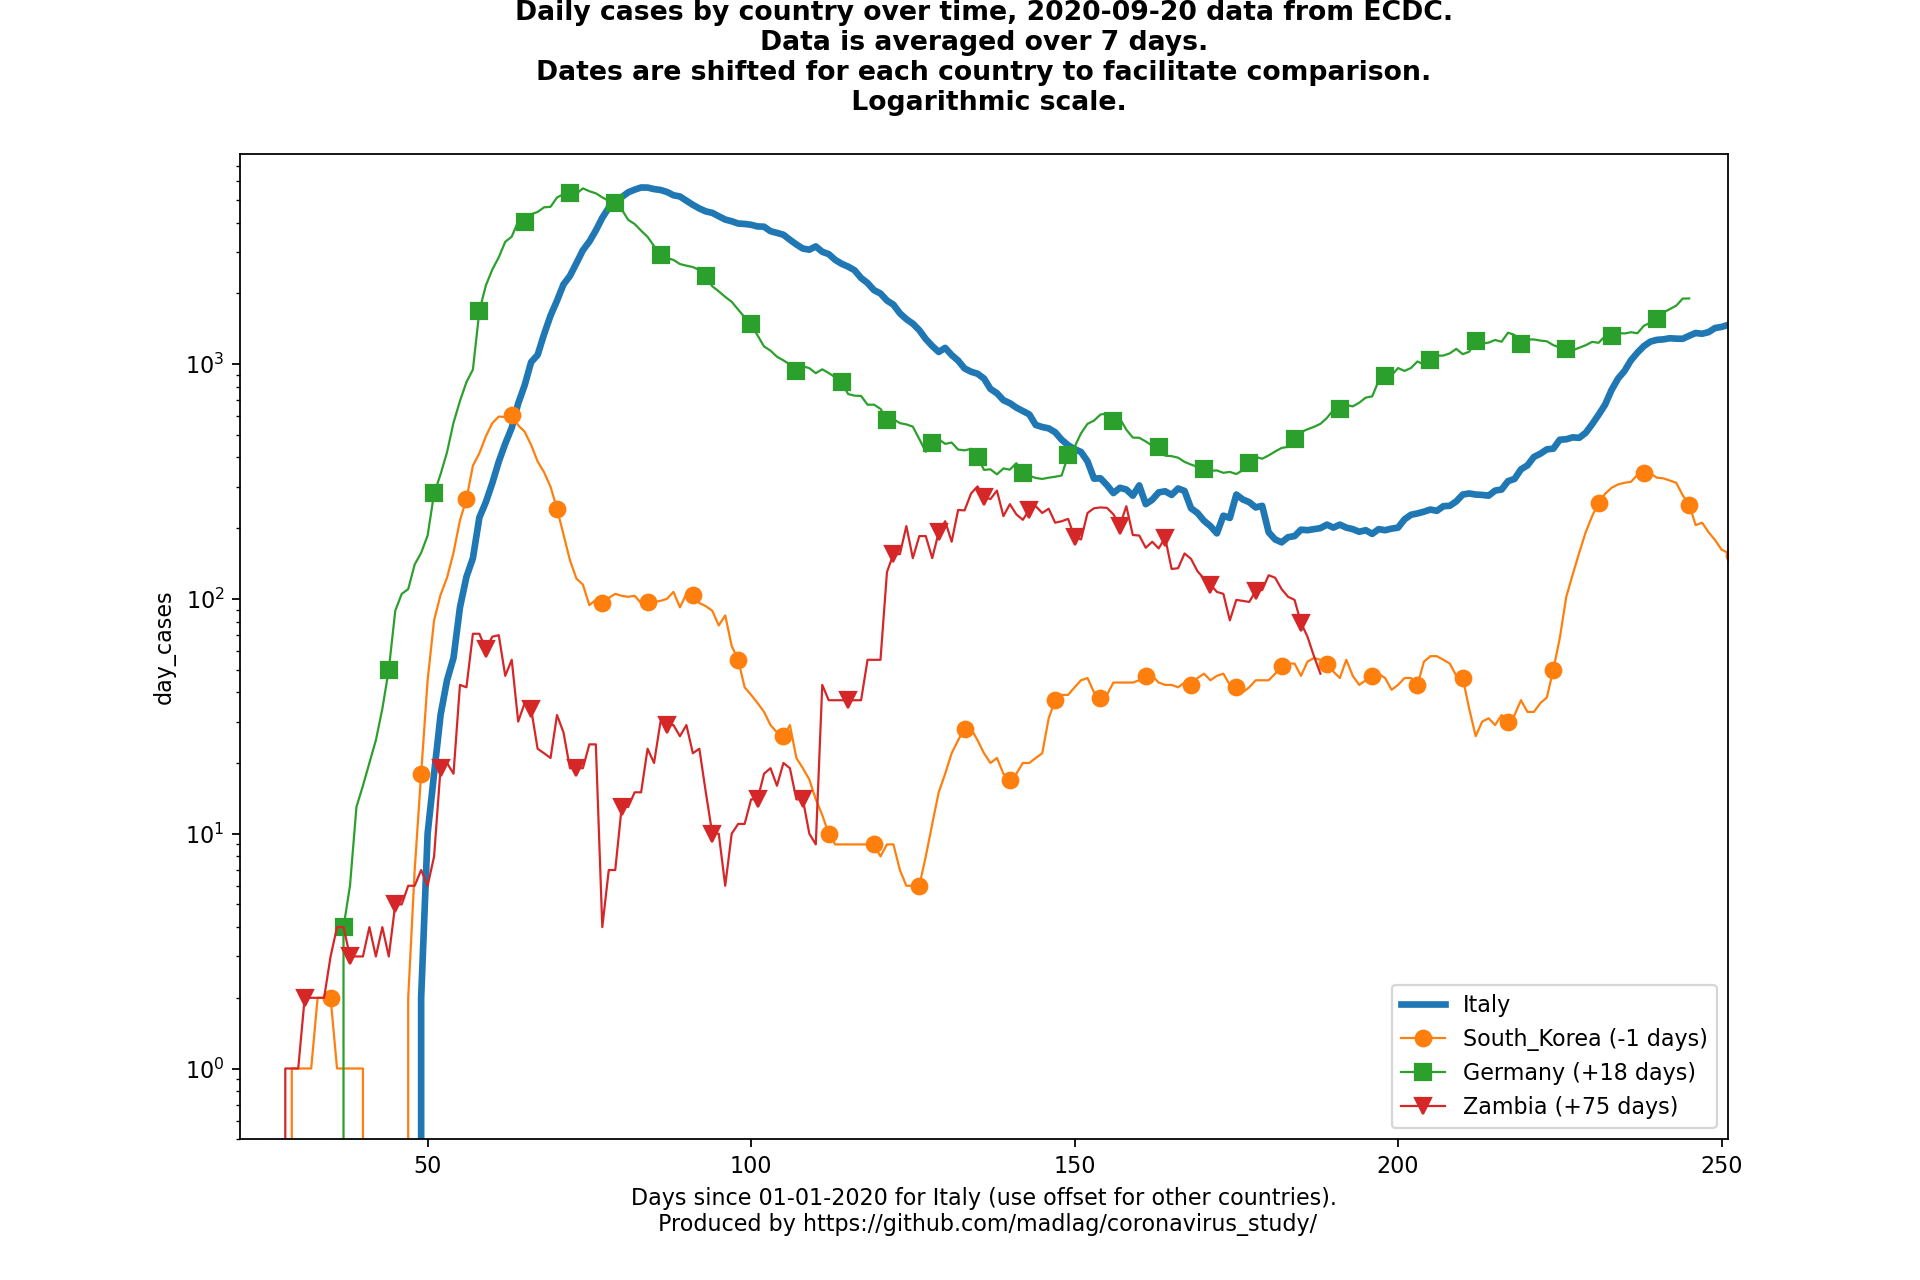 Daily cases by country over time, 2020-09-20 data from ECDC.
Data is averaged over 7 days.
Dates are shifted for each country to facilitate comparison.
Logarithmic scale.
day_cases
10³
10²
10¹
10⁰
50
100
150
200
250
Italy
South_Korea (-1 days)
Germany (+18 days)
Zambia (+75 days)
Days since 01-01-2020 for Italy (use offset for other countries).
Produced by https://github.com/madlag/coronavirus_study/